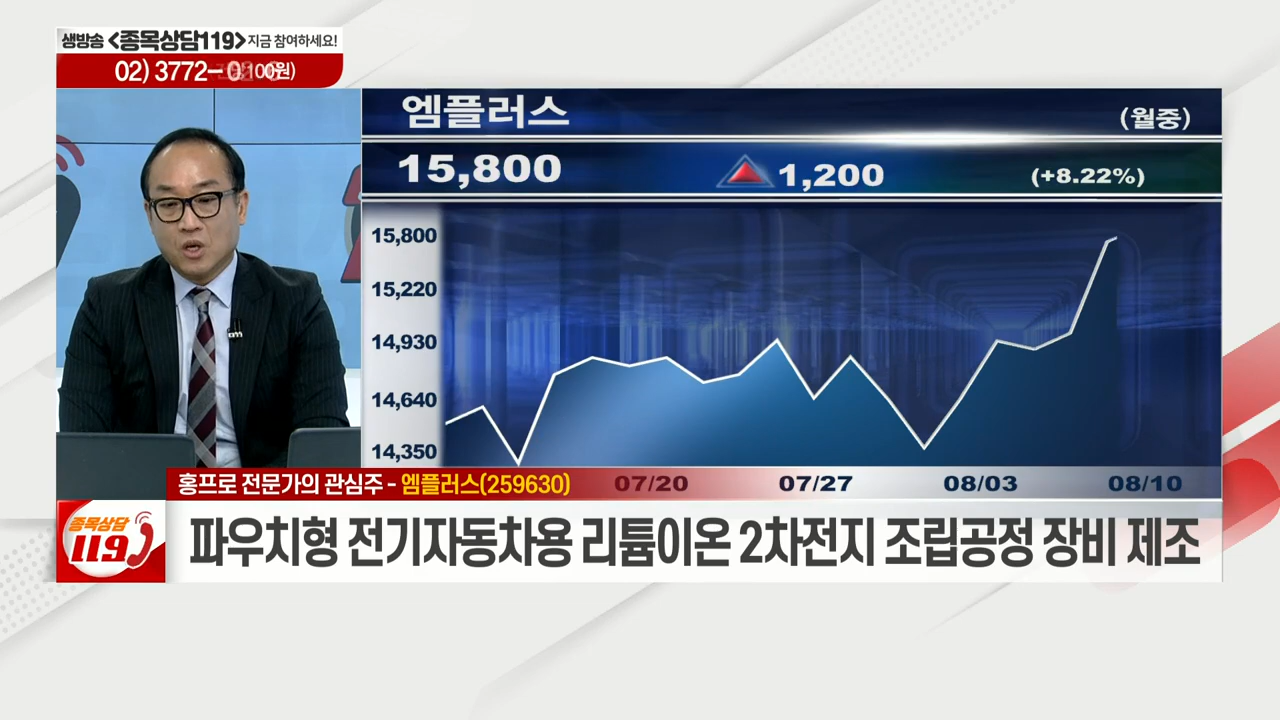 생방송 <종목상담119> 지금 참여하세요!
02) 3772-
엠플러스
(월중)
15,800 1,200 (+8.22%)
15,800
15,220
14,930
14,640
14,350
07/20 07/27 08/03 08/10
홍프로 전문가의 관심주 - 엠플러스(259630)
종목상담
119
파우치형 전기자동차용 리튬이온 2차전지 조립공정 장비 제조